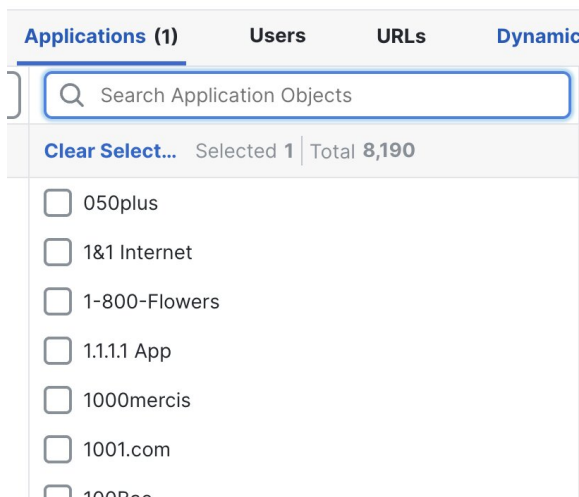 Applications (1) Users URLs Dynamic
Search Application Objects
Clear Select... Selected 1 Total 8,190
050plus
1&1 Internet
1-800-Flowers
1.1.1.1 App
1000mercis
1001.com